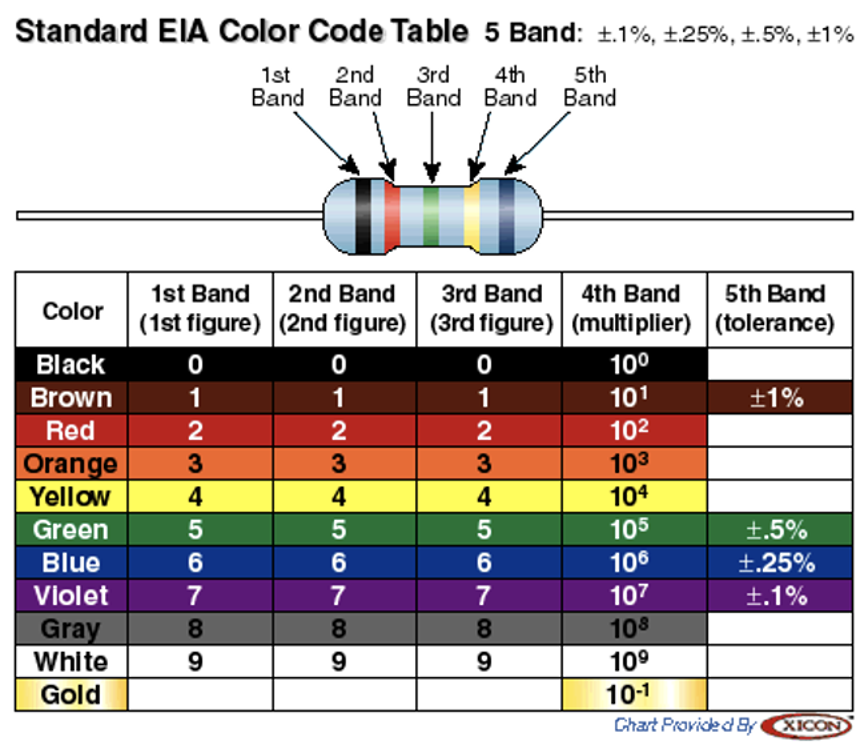 Standard EIA Color Code Table 5 Band: ±.1%, ±.25%, ±.5%, ±1%
1st Band 2nd Band 3rd Band 4th Band 5th Band
Color 1st Band (1st figure) 2nd Band (2nd figure) 3rd Band (3rd figure) 4th Band (multiplier) 5th Band (tolerance)
Black 0 0 0 10⁰
Brown 1 1 1 10¹ ±1%
Red 2 2 2 10²
Orange 3 3 3 10³
Yellow 4 4 4 10⁴
Green 5 5 5 10⁵ ±.5%
Blue 6 6 6 10⁶ ±.25%
Violet 7 7 7 10⁷ ±.1%
Gray 8 8 8 10⁸
White 9 9 9 10⁹
Gold 10⁻¹
Chart Provided By XICON